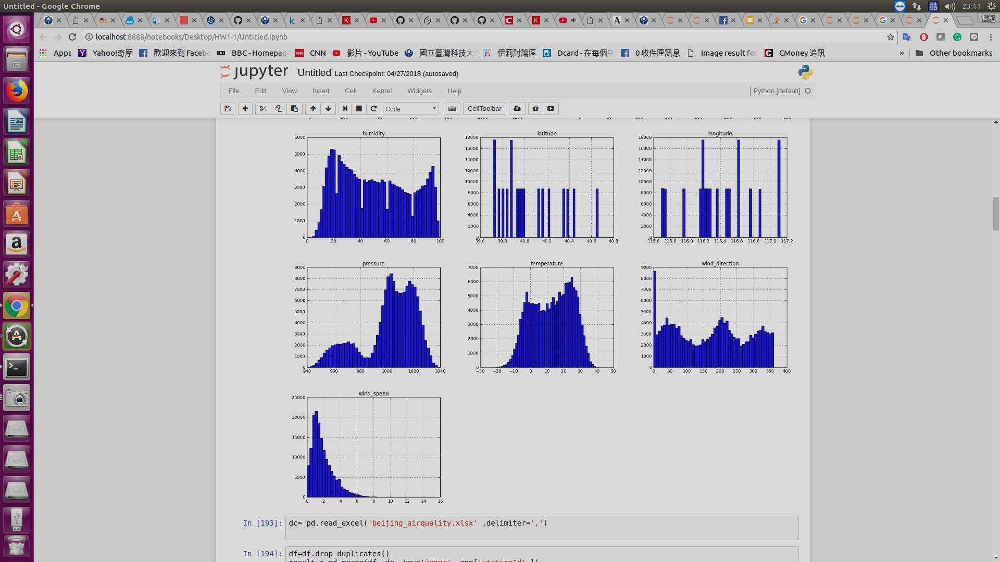 Untitled - Google Chrome
23:11
哲魁
localhost:8888/notebooks/Desktop/HW1-1/Untitled.ipynb
Apps Yahoo!奇摩 歡迎來到 Facebo BBC - Homepage CNN 影片 - YouTube 國立臺灣科技大 伊莉討論區 Dcard - 在每個午 0 收件匣訊息 Image result for CMoney 追訊 » Other bookmarks
jupyter Untitled Last Checkpoint: 04/27/2018 (autosaved)
File Edit View Insert Cell Kernel Widgets Help Python [default]
Code CellToolbar
humidity
6000
5000
4000
3000
2000
1000
0
0 20 40 60 80 100
latitude
18000
16000
14000
12000
10000
8000
6000
4000
2000
0
39.6 39.8 40.0 40.2 40.4 40.6 40.8
longitude
18000
16000
14000
12000
10000
8000
6000
4000
2000
0
115.6 115.8 116.0 116.2 116.4 116.6 116.8 117.0 117.2
pressure
9000
8000
7000
6000
5000
4000
3000
2000
1000
0
940 960 980 1000 1020 1040
temperature
7000
6000
5000
4000
3000
2000
1000
0
−30 −20 −10 0 10 20 30 40 50
wind_direction
9000
8000
7000
6000
5000
4000
3000
2000
1000
0
0 50 100 150 200 250 300 350 400
wind_speed
25000
20000
15000
10000
5000
0
0 2 4 6 8 10 12 14 16
In [193]: dc= pd.read_excel('beijing_airquality.xlsx' ,delimiter=',')
In [194]: df=df.drop_duplicates()
result = pd.merge(df, dc, how='inner', on=['stationId',])